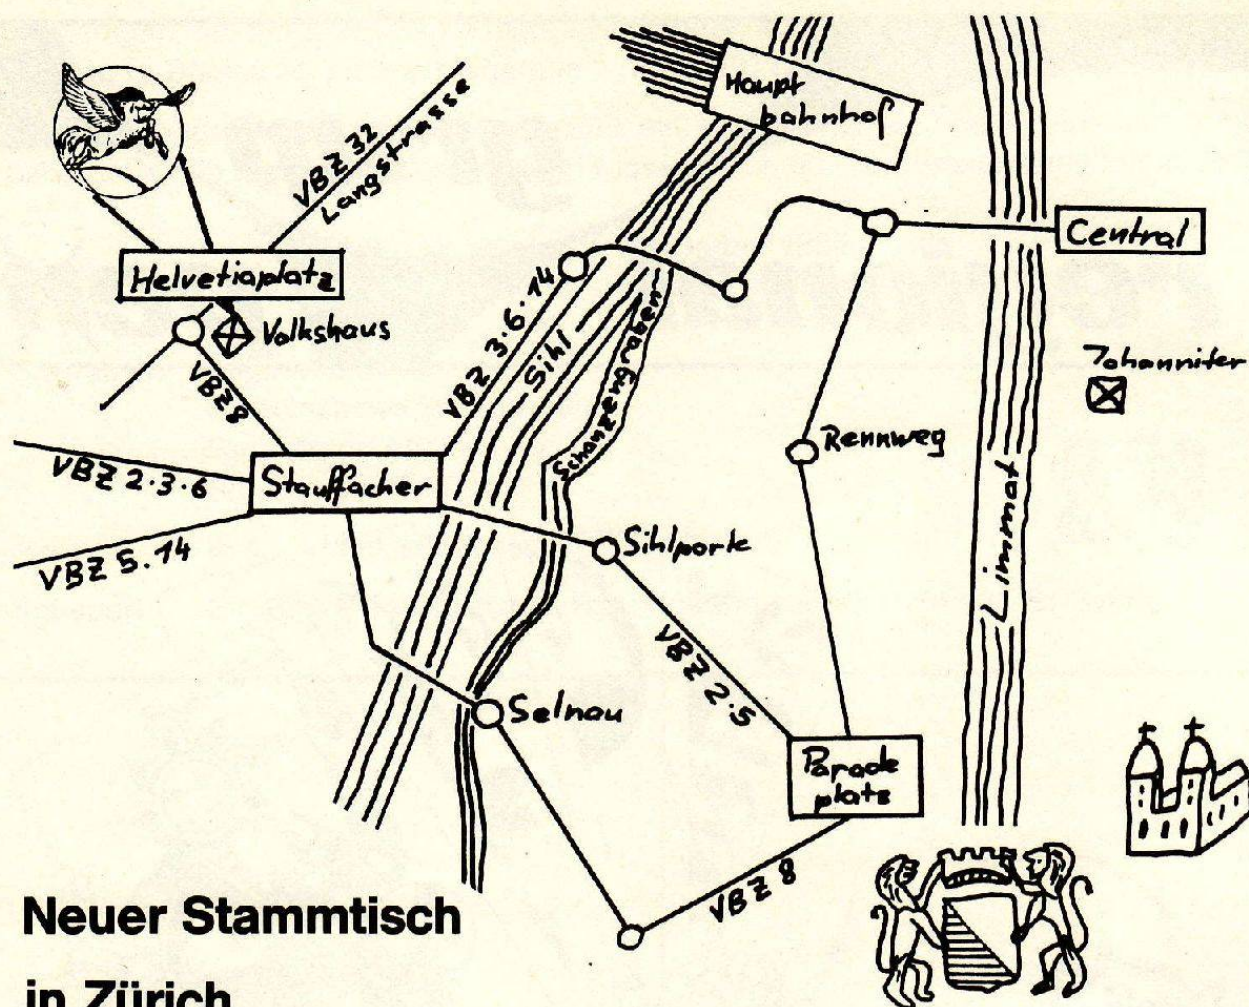 Haupt
bahnhof
VBZ 32
Langstrasse
Central
Helvetiaplatz
Volkshaus
VBZ 3·6·14
Sihl
Schanzengraben
Johanniter
VBZ 8
Rennweg
VBZ 2·3·6
Stauffacher
VBZ 5.14
Sihlporte
Limmat
VBZ 2·5
Selnau
Parade
platz
VBZ 8
Neuer Stammtisch
in Zürich